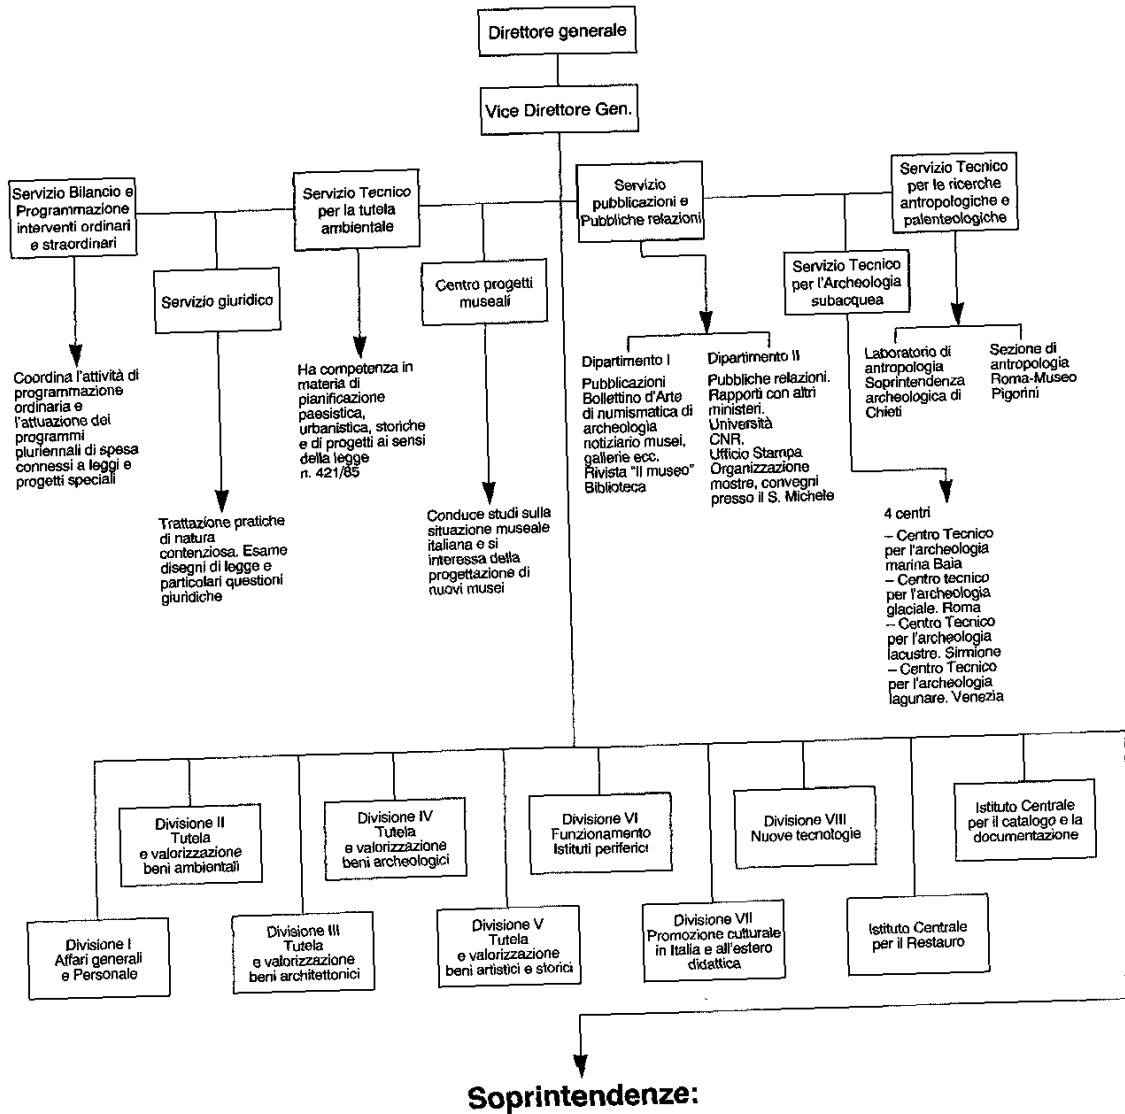 Direttore generale
Vice Direttore Gen.
Servizio Bilancio e
Programmazione
interventi ordinari
e straordinari
Servizio giuridico
Servizio Tecnico
per la tutela
ambientale
Centro progetti
museali
Servizio
pubblicazioni e
Pubbliche relazioni
Servizio Tecnico
per l'Archeologia
subacquea
Servizio Tecnico
per le ricerche
antropologiche e
palenteologiche
Coordina l'attività di
programmazione
ordinaria e
l'attuazione dei
programmi
pluriennali di spesa
connessi a leggi e
progetti speciali
Trattazione pratiche
di natura
contenziosa. Esame
disegni di legge e
particolari questioni
giuridiche
Ha competenza in
materia di
pianificazione
paesistica,
urbanistica, storiche
e di progetti ai sensi
della legge
n. 421/85
Conduce studi sulla
situazione museale
italiana e si
interessa della
progettazione di
nuovi musei
Dipartimento I
Pubblicazioni
Bollettino d'Arte
di numismatica di
archeologia
notiziario musei,
gallerie ecc.
Rivista "Il museo"
Biblioteca
Dipartimento II
Pubbliche relazioni.
Rapporti con altri
ministeri.
Università
CNR.
Ufficio Stampa
Organizzazione
mostre, convegni
presso il S. Michele
4 centri
– Centro Tecnico
per l'archeologia
marina Baia
– Centro tecnico
per l'archeologia
glaciale. Roma
– Centro Tecnico
per l'archeologia
lacustre. Sirmione
– Centro Tecnico
per l'archeologia
lagunare. Venezia
Laboratorio di
antropologia
Soprintendenza
archeologica di
Chieti
Sezione di
antropologia
Roma-Museo
Pigorini
Divisione I
Affari generali
e Personale
Divisione II
Tutela
e valorizzazione
beni ambientali
Divisione III
Tutela
e valorizzazione
beni architettonici
Divisione IV
Tutela
e valorizzazione
beni archeologici
Divisione V
Tutela
e valorizzazione
beni artistici e storici
Divisione VI
Funzionamento
Istituti periferici
Divisione VII
Promozione culturale
in Italia e all'estero
didattica
Divisione VIII
Nuove tecnologie
Istituto Centrale
per il Restauro
Istituto Centrale
per il catalogo e la
documentazione
Soprintendenze: